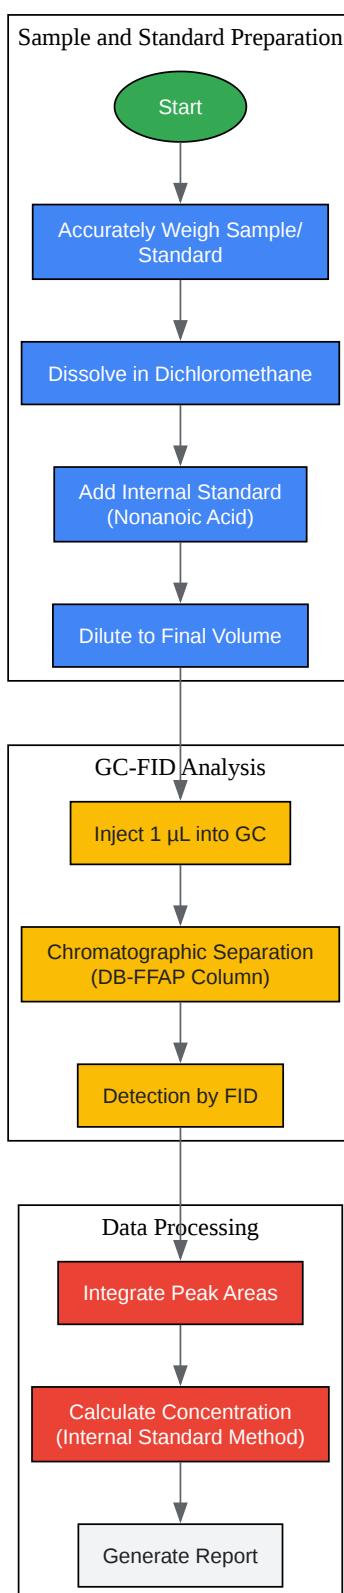 Sample and Standard Preparation
Start
Accurately Weigh Sample/
Standard
Dissolve in Dichloromethane
Add Internal Standard
(Nonanoic Acid)
Dilute to Final Volume
GC-FID Analysis
Inject 1 µL into GC
Chromatographic Separation
(DB-FFAP Column)
Detection by FID
Data Processing
Integrate Peak Areas
Calculate Concentration
(Internal Standard Method)
Generate Report